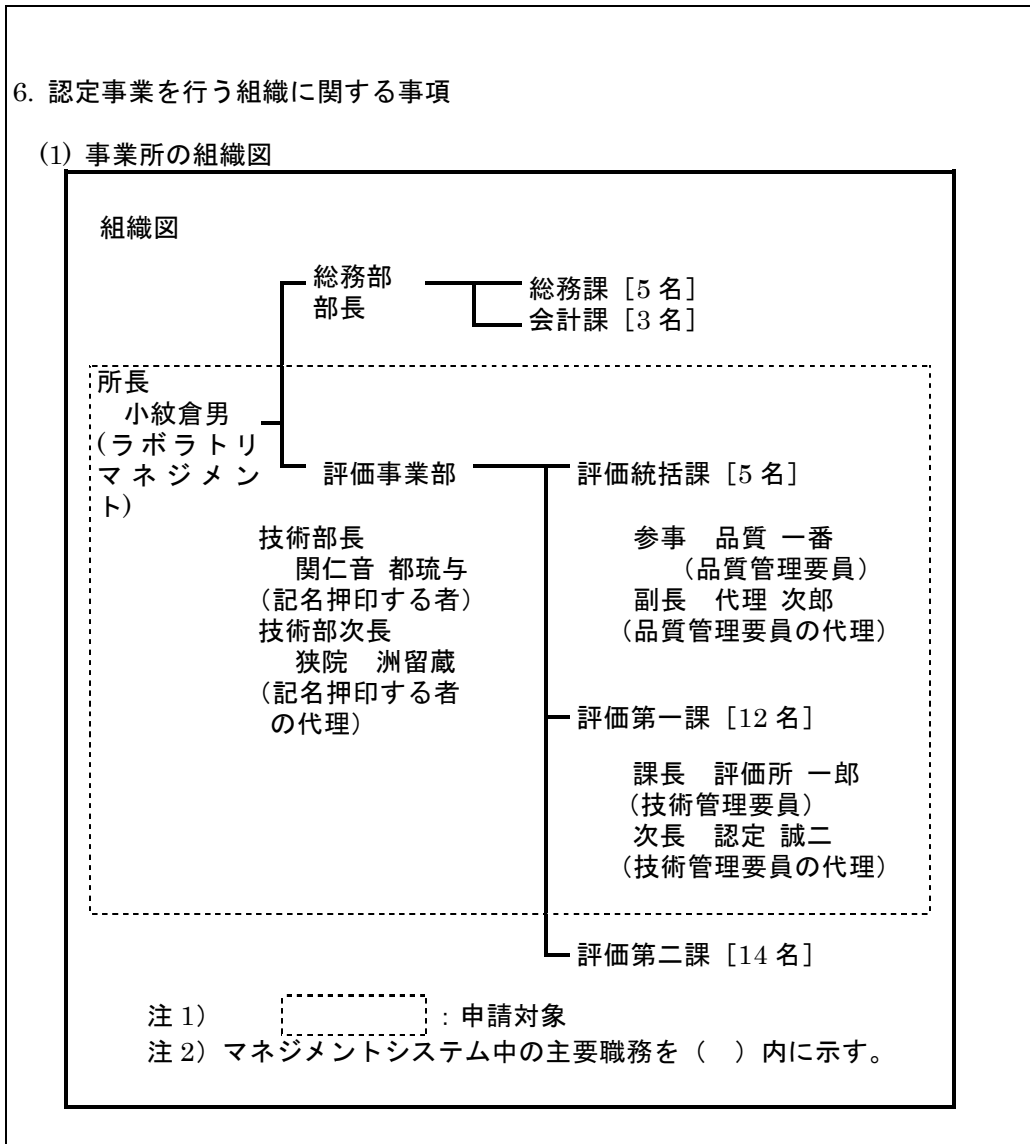 6. 認定事業を行う組織に関する事項
(1) 事業所の組織図
組織図
総務部
部長
総務課［5 名］
会計課［3 名］
所長
小紋倉男
(ラボラトリ
マネジメン
ト)
評価事業部
技術部長
関仁音 都琉与
（記名押印する者）
技術部次長
狭院　洲留蔵
（記名押印する者
の代理）
評価統括課［5 名］
参事　品質 一番
（品質管理要員）
副長　代理 次郎
（品質管理要員の代理）
評価第一課［12 名］
課長　評価所 一郎
（技術管理要員）
次長　認定 誠二
（技術管理要員の代理）
評価第二課［14 名］
注 1）　：申請対象
注 2）マネジメントシステム中の主要職務を（　）内に示す。